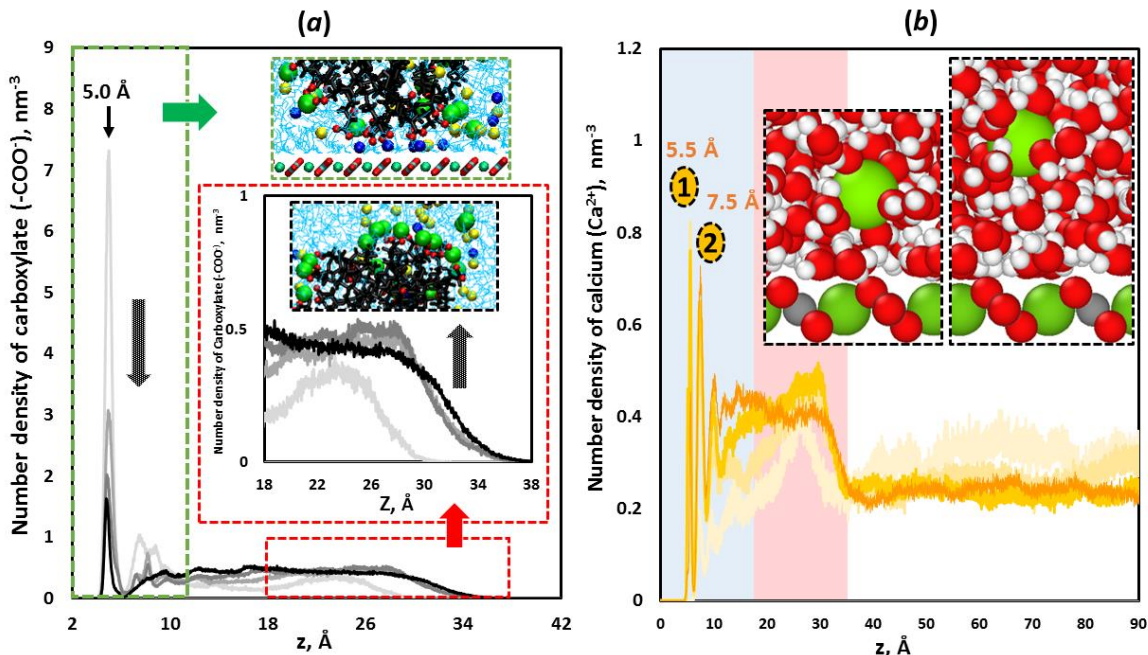 (a)
Number density of carboxylate (-COO⁻), nm⁻³
9
8
7
6
5
4
3
2
1
0
5.0 Å
Number density of Carboxylate (-COO⁻), nm⁻³
1
0.5
0
18 22 26 30 34 38
Z, Å
2 10 18 26 34 42
z, Å
(b)
Number density of calcium (Ca²⁺), nm⁻³
1.2
1
0.8
0.6
0.4
0.2
0
5.5 Å
1
7.5 Å
2
0 10 20 30 40 50 60 70 80 90
z, Å